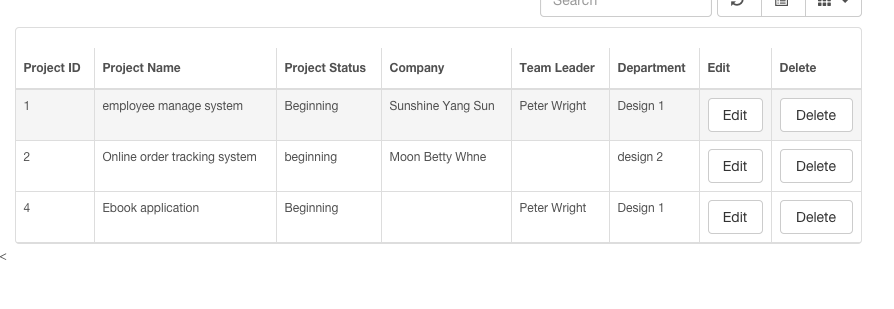 Search
Project ID Project Name Project Status Company Team Leader Department Edit Delete
1 employee manage system Beginning Sunshine Yang Sun Peter Wright Design 1 Edit Delete
2 Online order tracking system beginning Moon Betty Whne design 2 Edit Delete
4 Ebook application Beginning Peter Wright Design 1 Edit Delete
<